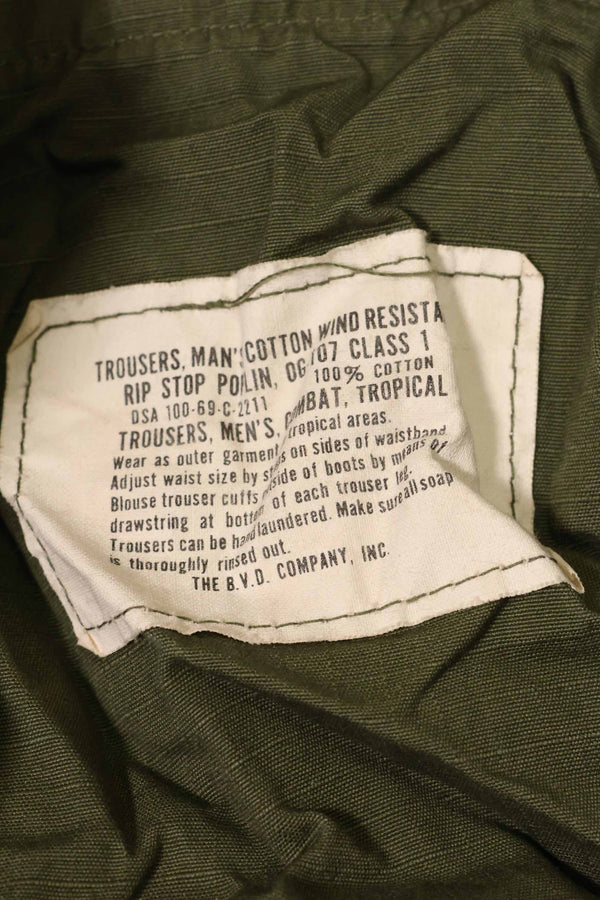 TROUSERS, MAN'S COTTON WIND RESISTA
RIP STOP POPLIN, OG 107 CLASS 1
100% COTTON
DSA 100-69-C-2211
TROUSERS, MEN'S, COMBAT, TROPICAL
Wear as outer garment tropical areas.
Adjust waist size by on sides of waistband
Blouse trouser cuffs side of boots by means of
drawstring at bottom of each trouser leg.
Trousers can be hand laundered. Make sure all soap
is thoroughly rinsed out.
THE B.V.D. COMPANY, INC.